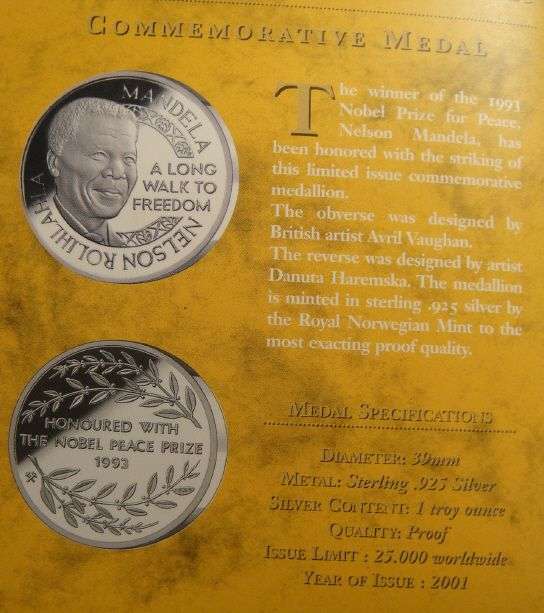 COMMEMORATIVE MEDAL
The winner of the 1993
Nobel Prize for Peace,
Nelson Mandela, has
been honored with the striking of
this limited issue commemorative
medallion.
The obverse was designed by
British artist Avril Vaughan.
The reverse was designed by artist
Danuta Haremska. The medallion
is minted in sterling .925 silver by
the Royal Norwegian Mint to the
most exacting proof quality.
NELSON ROLIHLAHLA MANDELA
A LONG
WALK TO
FREEDOM
HONOURED WITH
THE NOBEL PEACE PRIZE
1993
MEDAL SPECIFICATIONS
DIAMETER: 39mm
METAL: Sterling .925 Silver
SILVER CONTENT: 1 troy ounce
QUALITY: Proof
ISSUE LIMIT : 25.000 worldwide
YEAR OF ISSUE : 2001